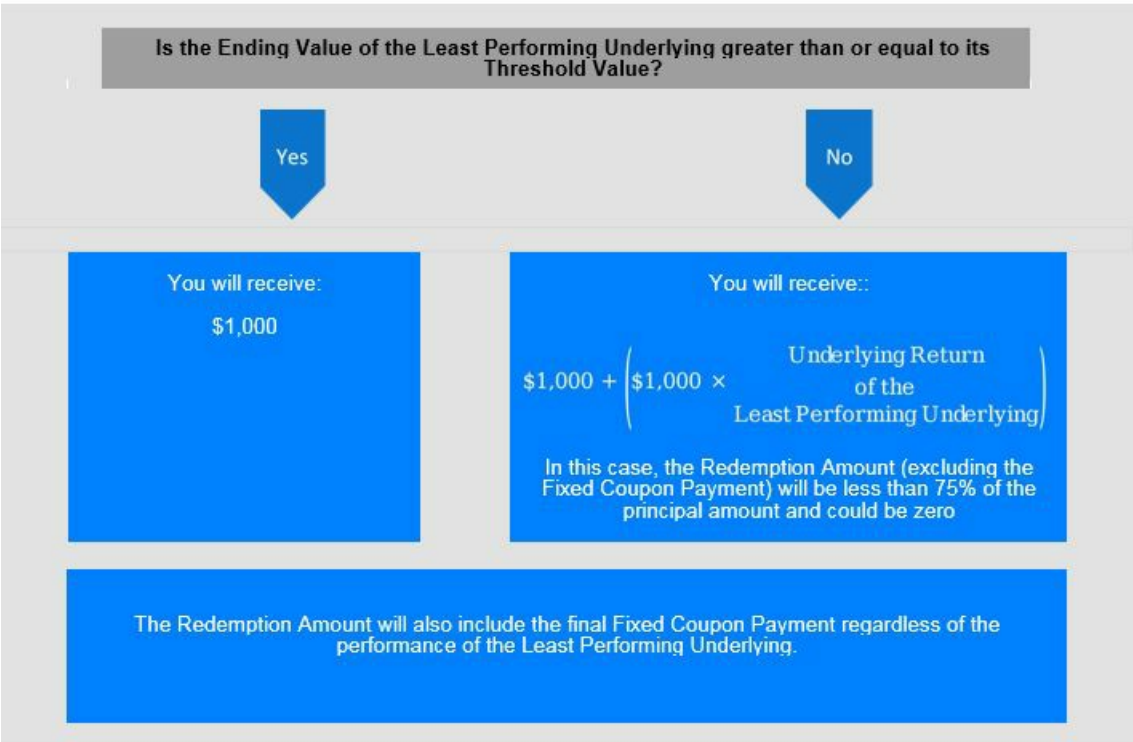 Is the Ending Value of the Least Performing Underlying greater than or equal to its
Threshold Value?
Yes
No
You will receive:
$1,000
You will receive::
$1,000 + ($1,000 × Underlying Return
of the
Least Performing Underlying)
In this case, the Redemption Amount (excluding the
Fixed Coupon Payment) will be less than 75% of the
principal amount and could be zero
The Redemption Amount will also include the final Fixed Coupon Payment regardless of the
performance of the Least Performing Underlying.